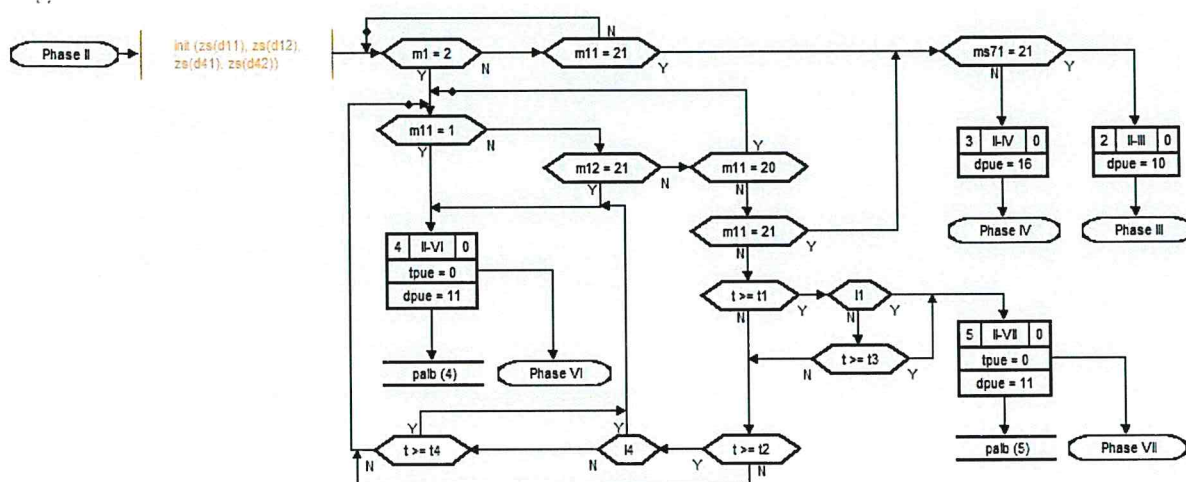 Phase II
init (zs(d11), zs(d12),
zs(d41), zs(d42))
m1 = 2
Y
N
m11 = 21
N
Y
ms71 = 21
N
Y
m11 = 1
Y
N
m12 = 21
Y
N
m11 = 20
Y
N
m11 = 21
Y
N
3 II-IV 0
dpue = 16
Phase IV
2 II-III 0
dpue = 10
Phase III
4 II-VI 0
tpue = 0
dpue = 11
palb (4)
Phase VI
t >= t1
Y
N
l1
Y
N
t >= t3
N
Y
5 II-VII 0
tpue = 0
dpue = 11
palb (5)
Phase VII
t >= t2
Y
N
l4
Y
N
t >= t4
Y
N